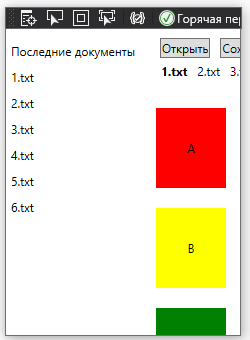 Горячая пер
Последние документы
Открыть Сох
1.txt 2.txt 3.t
1.txt
2.txt
3.txt
4.txt
5.txt
6.txt
A
B